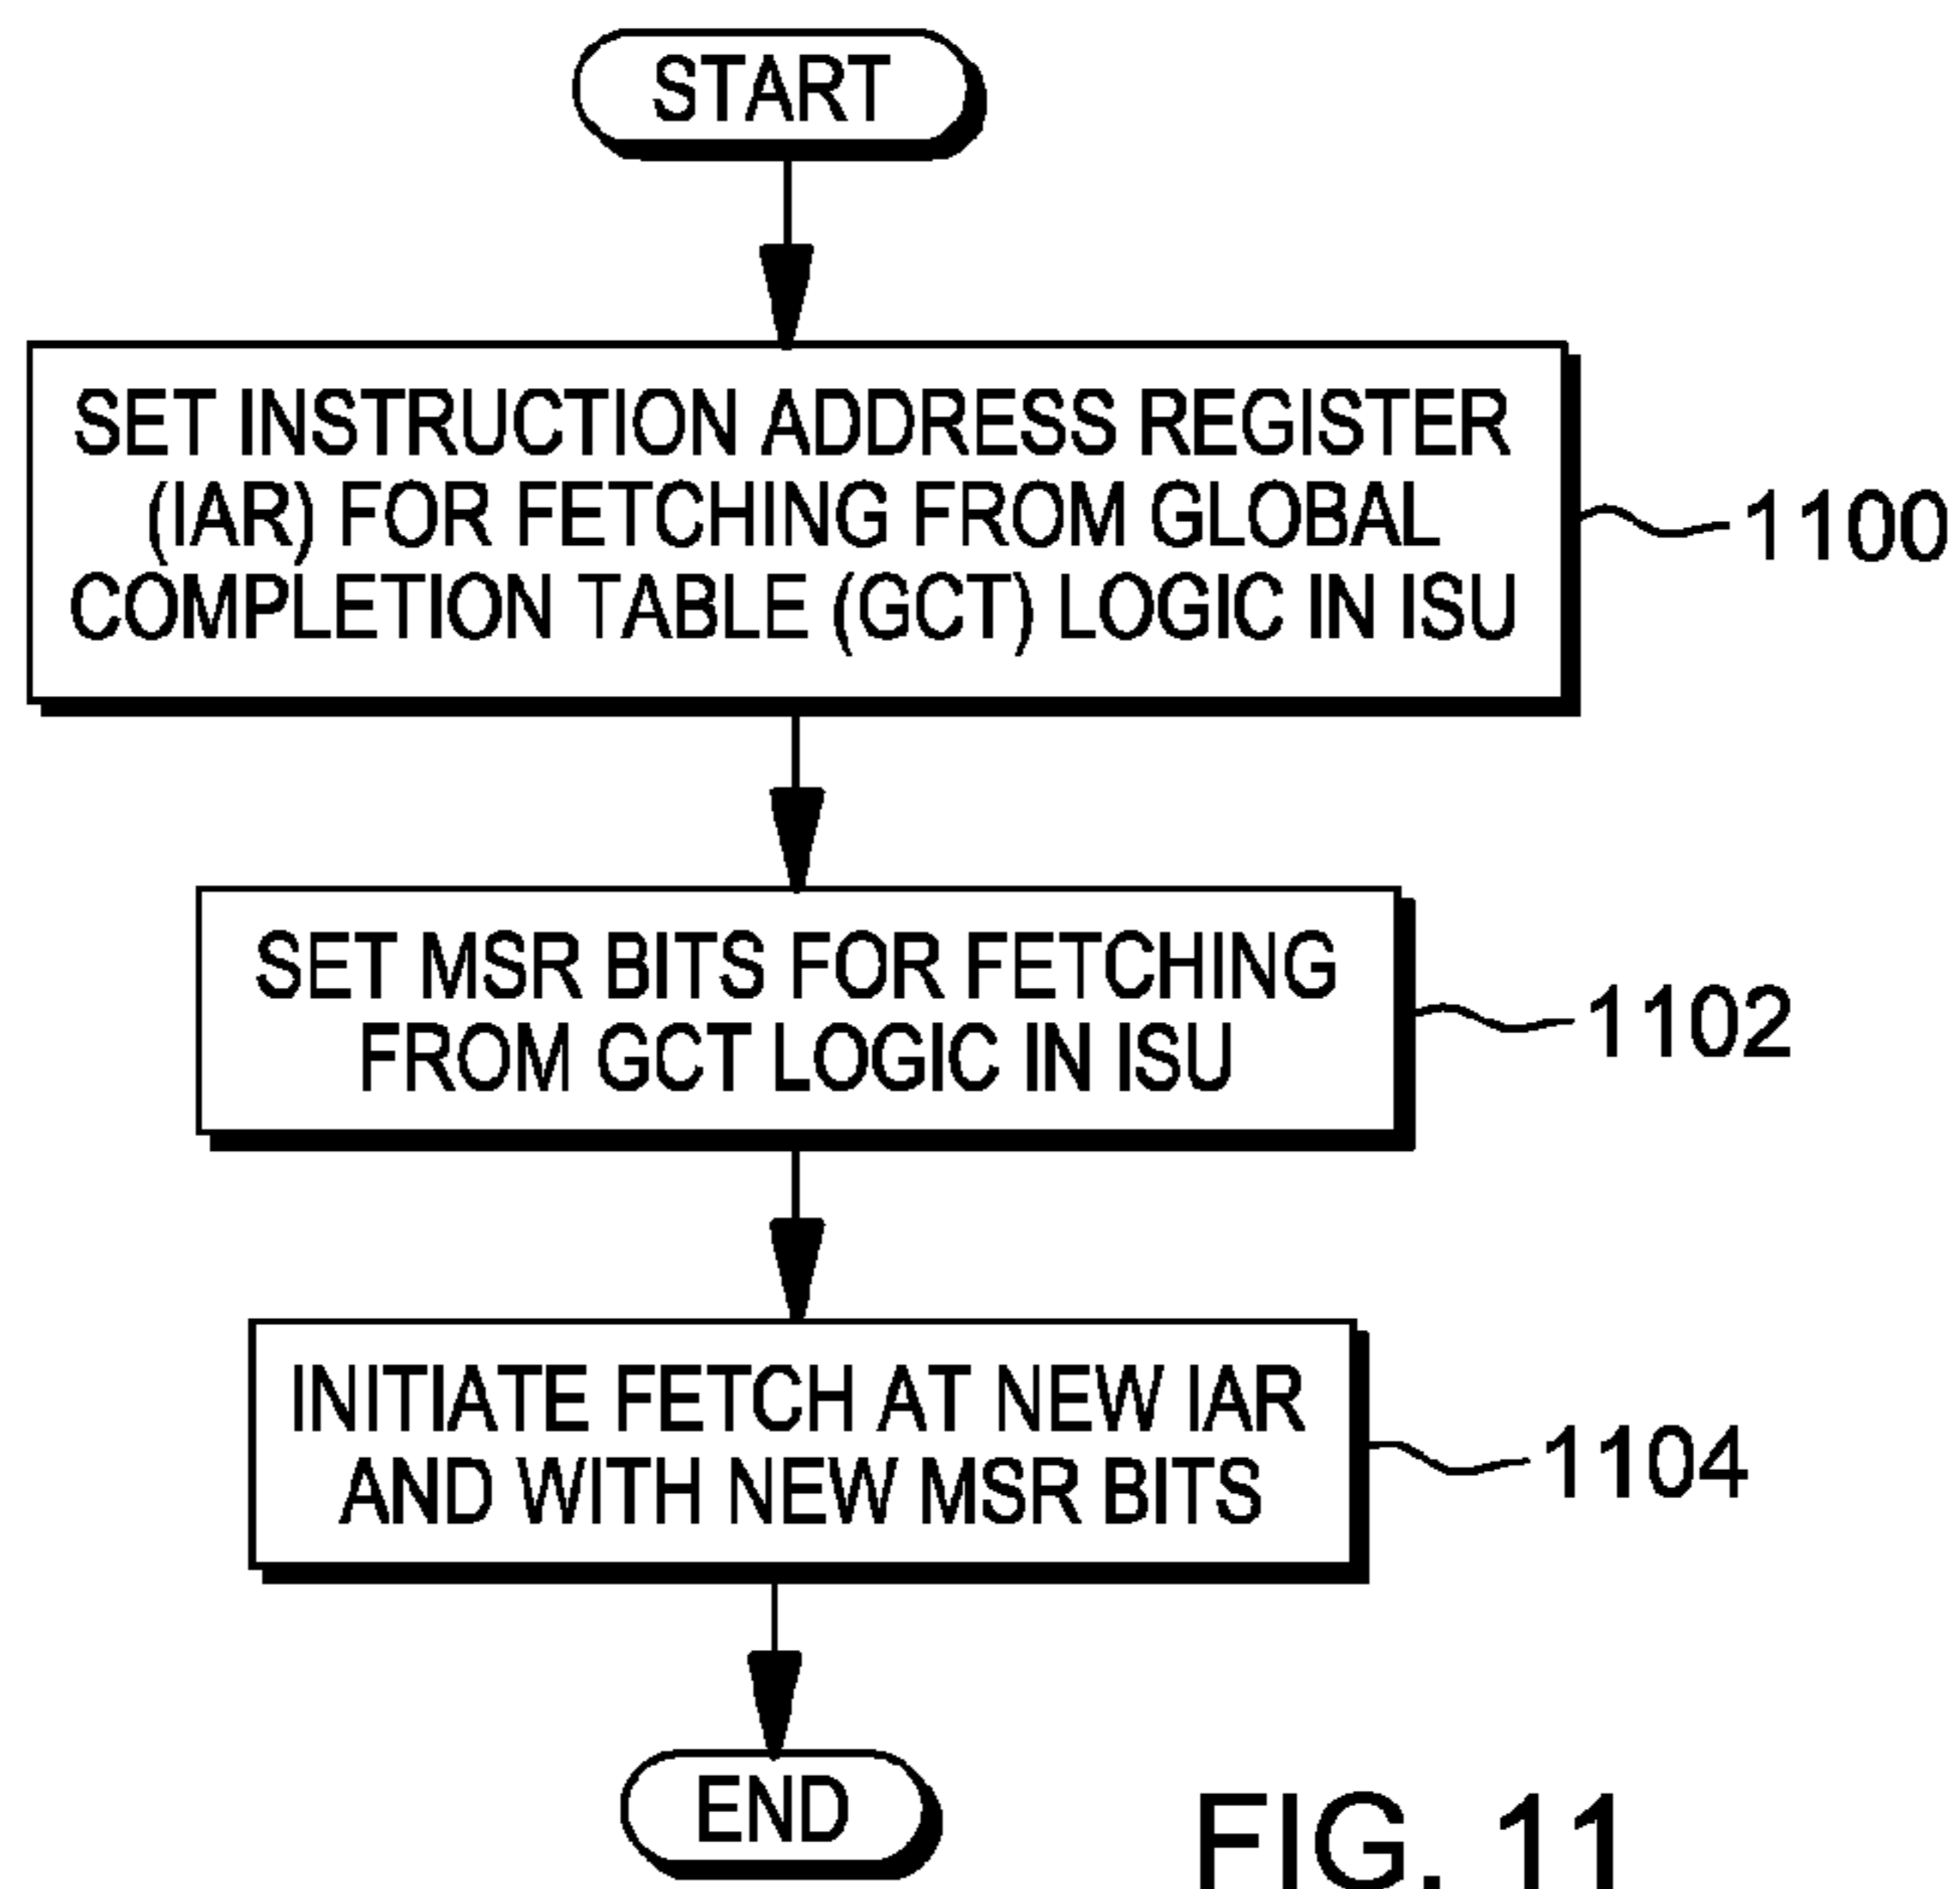 START
SET INSTRUCTION ADDRESS REGISTER
(IAR) FOR FETCHING FROM GLOBAL
COMPLETION TABLE (GCT) LOGIC IN ISU
1100
SET MSR BITS FOR FETCHING
FROM GCT LOGIC IN ISU
1102
INITIATE FETCH AT NEW IAR
AND WITH NEW MSR BITS
1104
END
FIG. 11